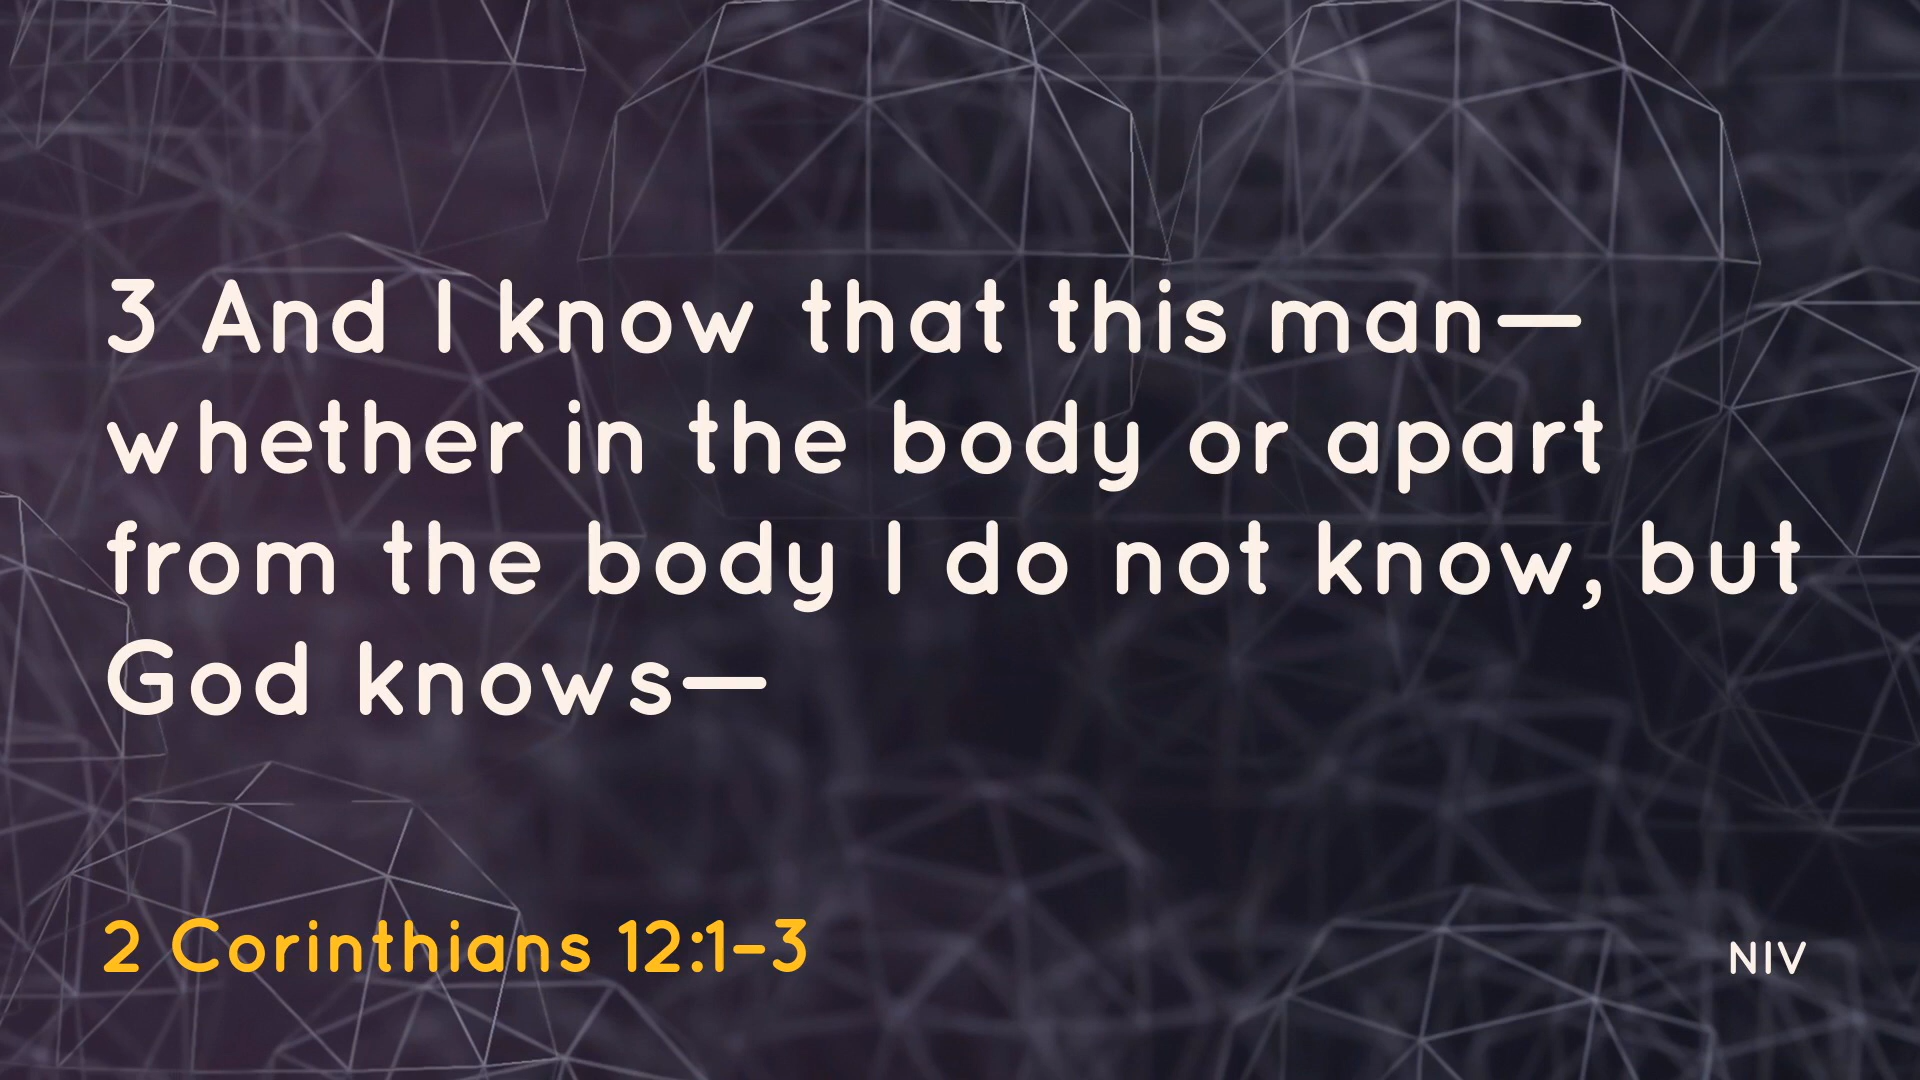 3 And I know that this man—
whether in the body or apart
from the body I do not know, but
God knows—
2 Corinthians 12:1–3
NIV